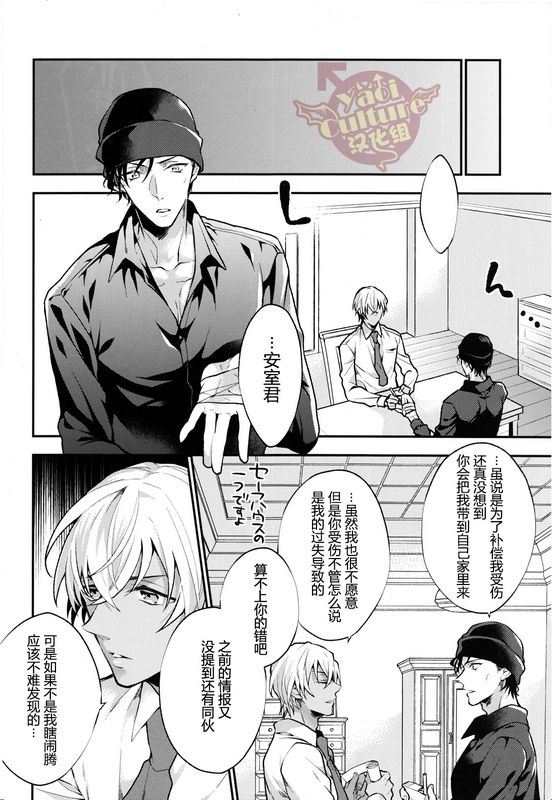 yaoi
Culture
汉化组
…
ん
し
…安室君
…虽说是为了补偿我受伤
还真没想到
你会把我带到自己家里来
…虽然我也很不愿意
但是你受伤不管怎么说
是我的过失导致的
セーフハウスの
一つですよ
算不上你的错吧
之前的情报又
没提到还有同伙
可是如果不是我瞎闹腾
应该不难发现的…